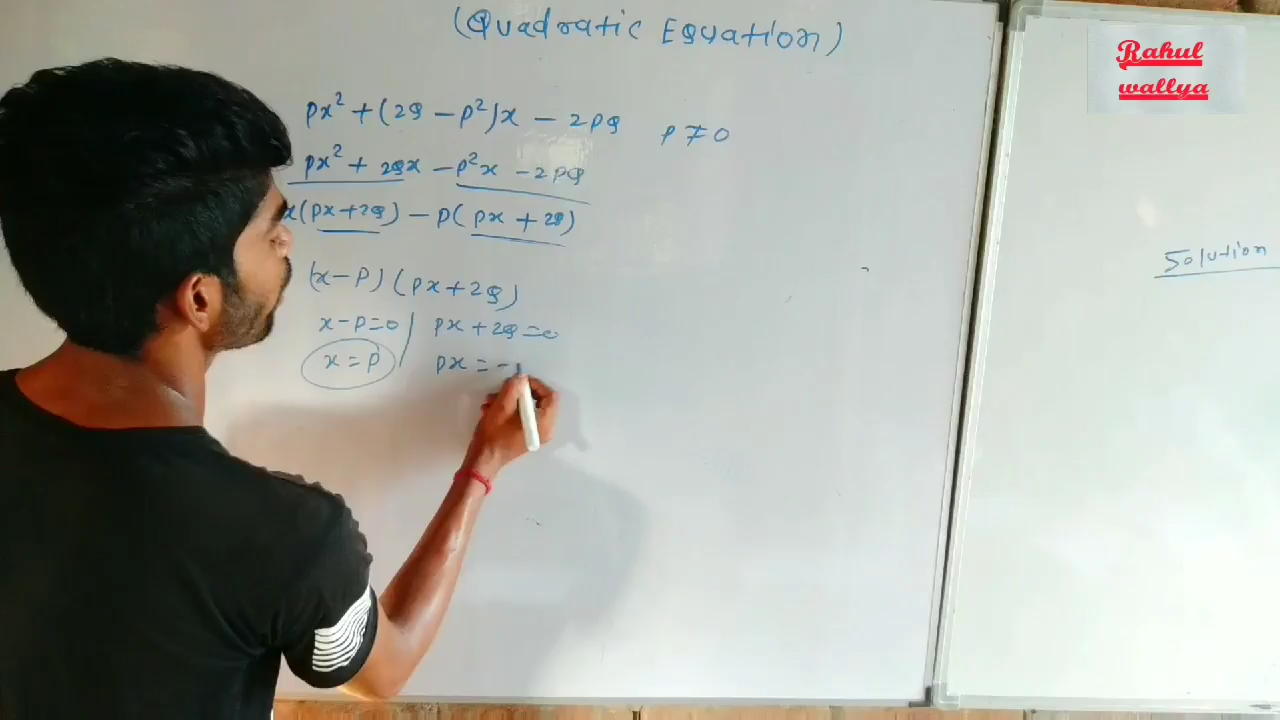 (Quadratic Equation)
px² + (2q - p²)x - 2pq p ≠ 0
px² + 2qx - p²x - 2pq
x(px + 2q) - p(px + 2q)
(x - p)(px + 2q)
x - p = 0 / px + 2q = 0
x = p px = -
Solution
Rahul
wallya